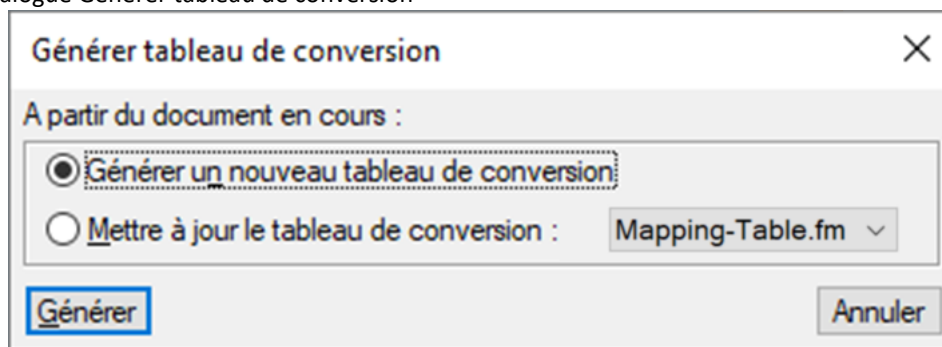 Générer tableau de conversion
A partir du document en cours :
Générer un nouveau tableau de conversion
Mettre à jour le tableau de conversion : Mapping-Table.fm
Générer Annuler